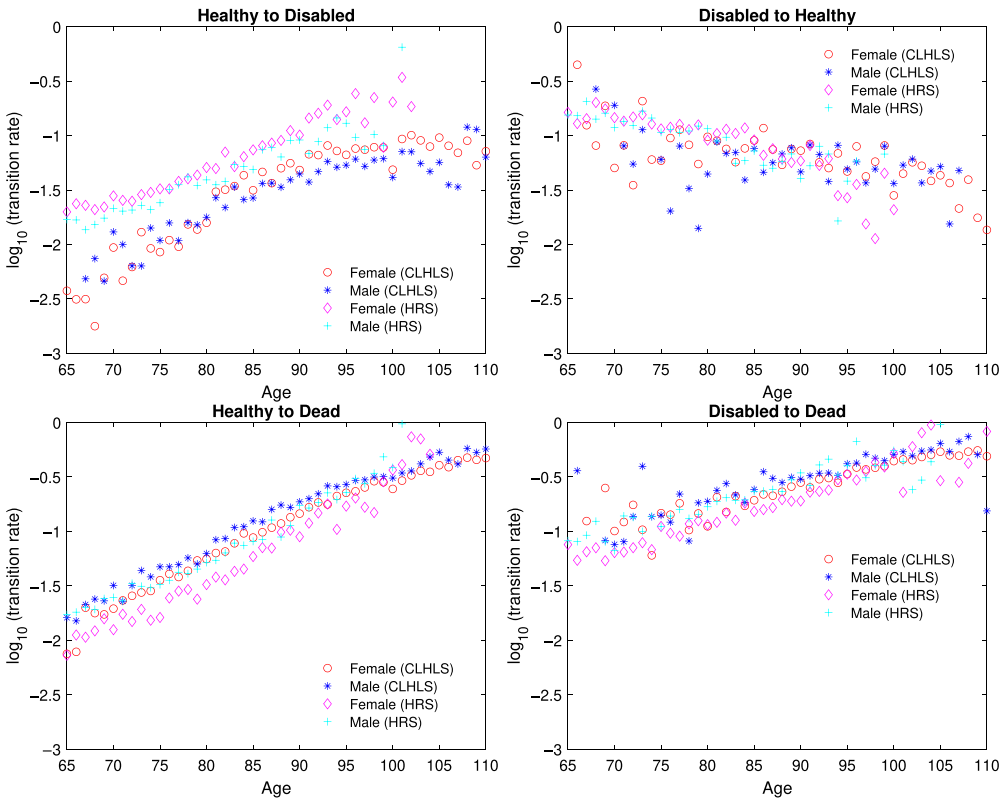 Healthy to Disabled
0
−0.5
−1
−1.5
−2
−2.5
−3
log10 (transition rate)
Female (CLHLS)
Male (CLHLS)
Female (HRS)
Male (HRS)
65 70 75 80 85 90 95 100 105 110
Age
Disabled to Healthy
0
−0.5
−1
−1.5
−2
−2.5
−3
log10 (transition rate)
Female (CLHLS)
Male (CLHLS)
Female (HRS)
Male (HRS)
65 70 75 80 85 90 95 100 105 110
Age
Healthy to Dead
0
−0.5
−1
−1.5
−2
−2.5
−3
log10 (transition rate)
Female (CLHLS)
Male (CLHLS)
Female (HRS)
Male (HRS)
65 70 75 80 85 90 95 100 105 110
Age
Disabled to Dead
0
−0.5
−1
−1.5
−2
−2.5
−3
log10 (transition rate)
Female (CLHLS)
Male (CLHLS)
Female (HRS)
Male (HRS)
65 70 75 80 85 90 95 100 105 110
Age